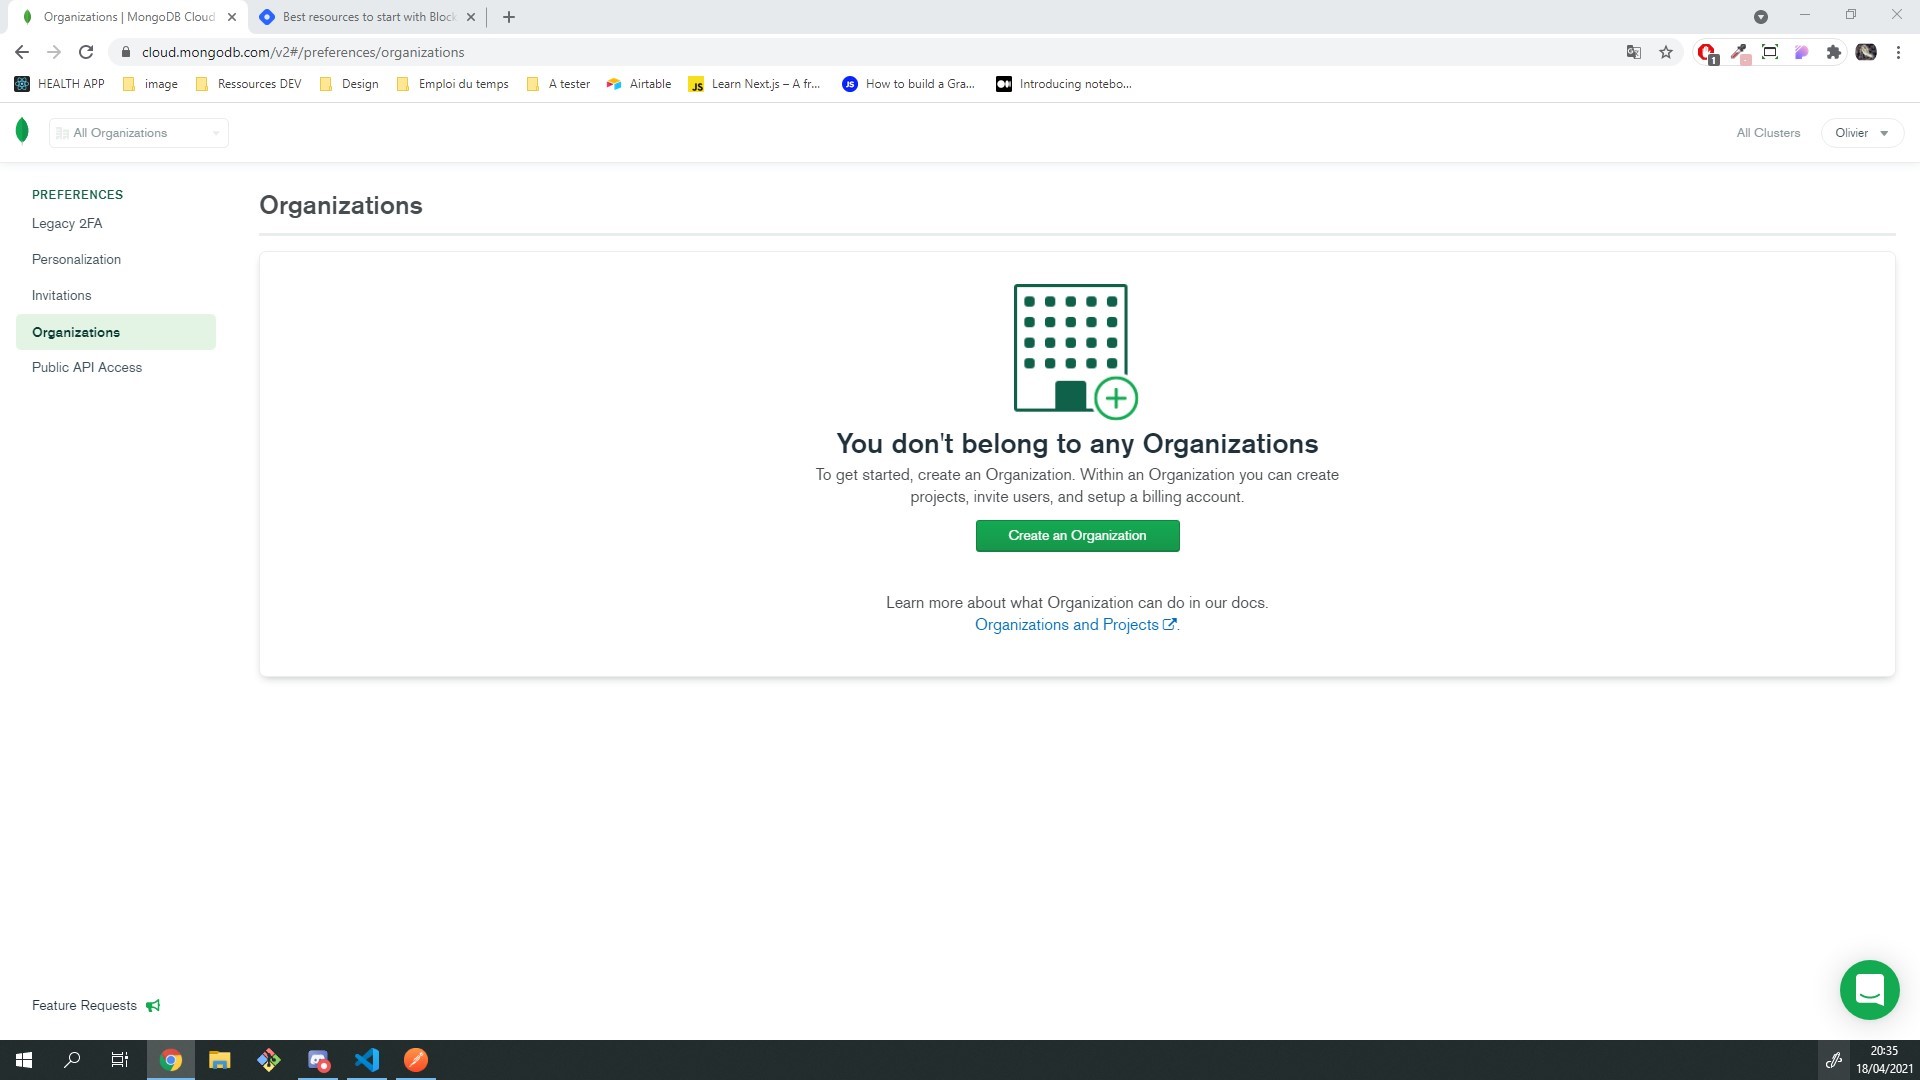 Organizations | MongoDB Cloud
Best resources to start with Block
cloud.mongodb.com/v2#/preferences/organizations
1
HEALTH APP
image
Ressources DEV
Design
Emploi du temps
A tester
Airtable
JS
Learn Next.js – A fr...
JS
How to build a Gra...
Introducing notebo...
All Organizations
All Clusters
Olivier
PREFERENCES
Legacy 2FA
Personalization
Invitations
Organizations
Public API Access
Organizations
You don't belong to any Organizations
To get started, create an Organization. Within an Organization you can create
projects, invite users, and setup a billing account.
Create an Organization
Learn more about what Organization can do in our docs.
Organizations and Projects.
Feature Requests
20:35
18/04/2021